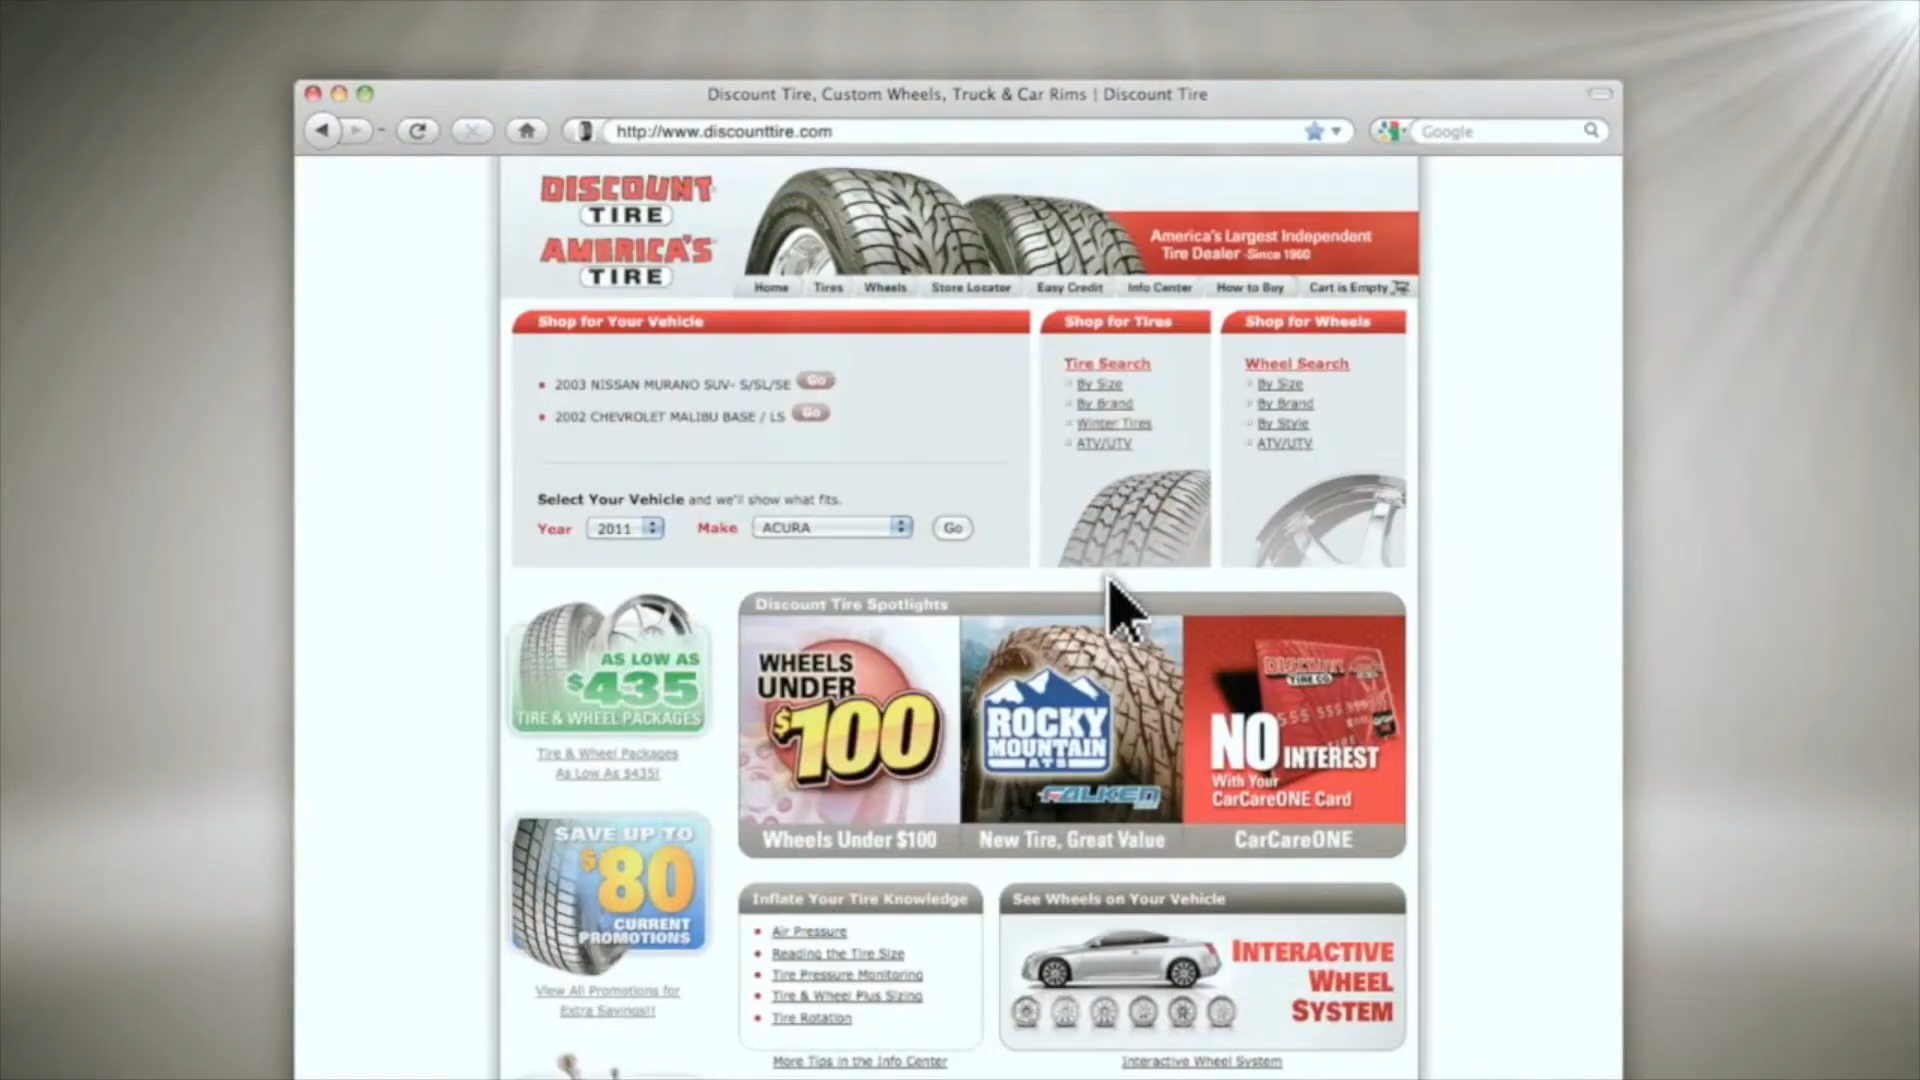 Discount Tire, Custom Wheels, Truck & Car Rims | Discount Tire
http://www.discounttire.com
Google
DISCOUNT
TIRE
AMERICA'S
TIRE
America's Largest Independent
Tire Dealer -Since 1960
Home Tires Wheels Store Locator Easy Credit Info Center How to Buy Cart is Empty
Shop for Your Vehicle
2003 NISSAN MURANO SUV- S/SL/SE Go
2002 CHEVROLET MALIBU BASE / LS Go
Select Your Vehicle and we'll show what fits.
Year 2011 Make ACURA Go
Shop for Tires
Tire Search
By Size
By Brand
Winter Tires
ATV/UTV
Shop for Wheels
Wheel Search
By Size
By Brand
By Style
ATV/UTV
AS LOW AS
$435
TIRE & WHEEL PACKAGES
Tire & Wheel Packages
As Low As $435!
SAVE UP TO
$80
CURRENT
PROMOTIONS
View All Promotions for
Extra Savings!!
Discount Tire Spotlights
WHEELS
UNDER
$100
Wheels Under $100
ROCKY
MOUNTAIN
ATS
FALKEN
New Tire, Great Value
DISCOUNT
TIRE CO.
NO INTEREST
With Your
CarCareONE Card
CarCareONE
Inflate Your Tire Knowledge
Air Pressure
Reading the Tire Size
Tire Pressure Monitoring
Tire & Wheel Plus Sizing
Tire Rotation
More Tips in the Info Center
See Wheels on Your Vehicle
INTERACTIVE
WHEEL
SYSTEM
Interactive Wheel System